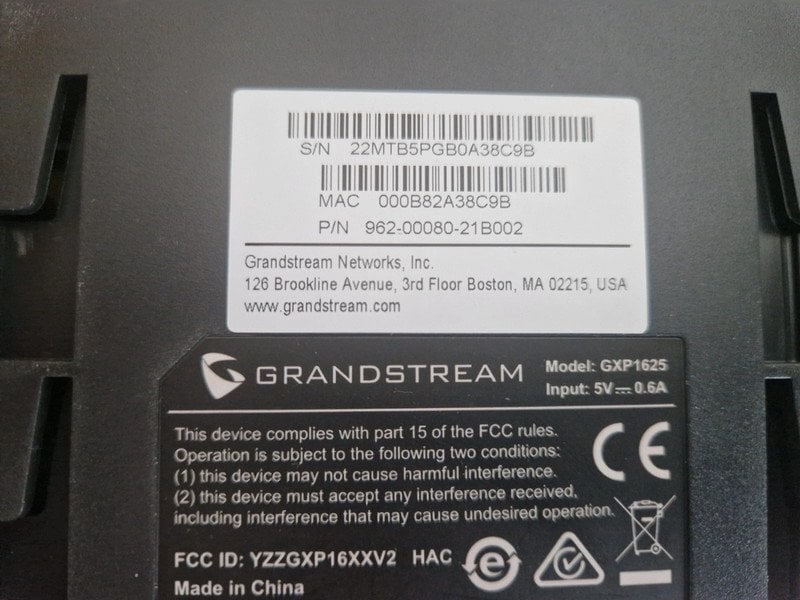 S/N 22MTB5PGB0A38C9B
MAC 000B82A38C9B
P/N 962-00080-21B002
Grandstream Networks, Inc.
126 Brookline Avenue, 3rd Floor Boston, MA 02215, USA
www.grandstream.com
GRANDSTREAM
Model: GXP1625
Input: 5V⎓0.6A
This device complies with part 15 of the FCC rules.
Operation is subject to the following two conditions:
(1) this device may not cause harmful interference.
(2) this device must accept any interference received,
including interference that may cause undesired operation.
CE
FCC ID: YZZGXP16XXV2 HAC
Made in China